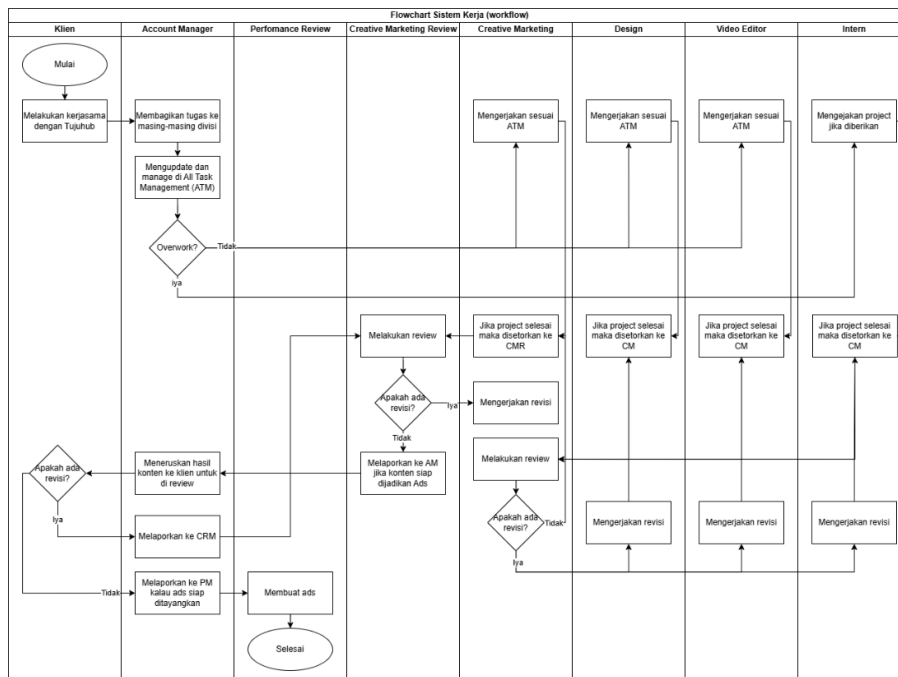 Flowchart Sistem Kerja (workflow)
Klien
Account Manager
Perfomance Review
Creative Marketing Review
Creative Marketing
Design
Video Editor
Intern
Mulai
Melakukan kerjasama
dengan Tujuhub
Membagikan tugas ke
masing-masing divisi
Mengerjakan sesuai
ATM
Mengerjakan sesuai
ATM
Mengerjakan sesuai
ATM
Mengejakan project
jika diberikan
Mengupdate dan
manage di All Task
Management (ATM)
Overwork?
Tidak
iya
Melakukan review
Jika project selesai
maka disetorkan ke
CMR
Jika project selesai
maka disetorkan ke
CM
Jika project selesai
maka disetorkan ke
CM
Jika project selesai
maka disetorkan ke
CM
Apakah ada
revisi?
Iya
Mengerjakan revisi
Tidak
Apakah ada
revisi?
Meneruskan hasil
konten ke klien untuk
di review
Melaporkan ke AM
jika konten siap
dijadikan Ads
Melakukan review
Iya
Melaporkan ke CRM
Apakah ada
revisi?
Tidak
Iya
Mengerjakan revisi
Mengerjakan revisi
Mengerjakan revisi
Tidak
Melaporkan ke PM
kalau ads siap
ditayangkan
Membuat ads
Selesai